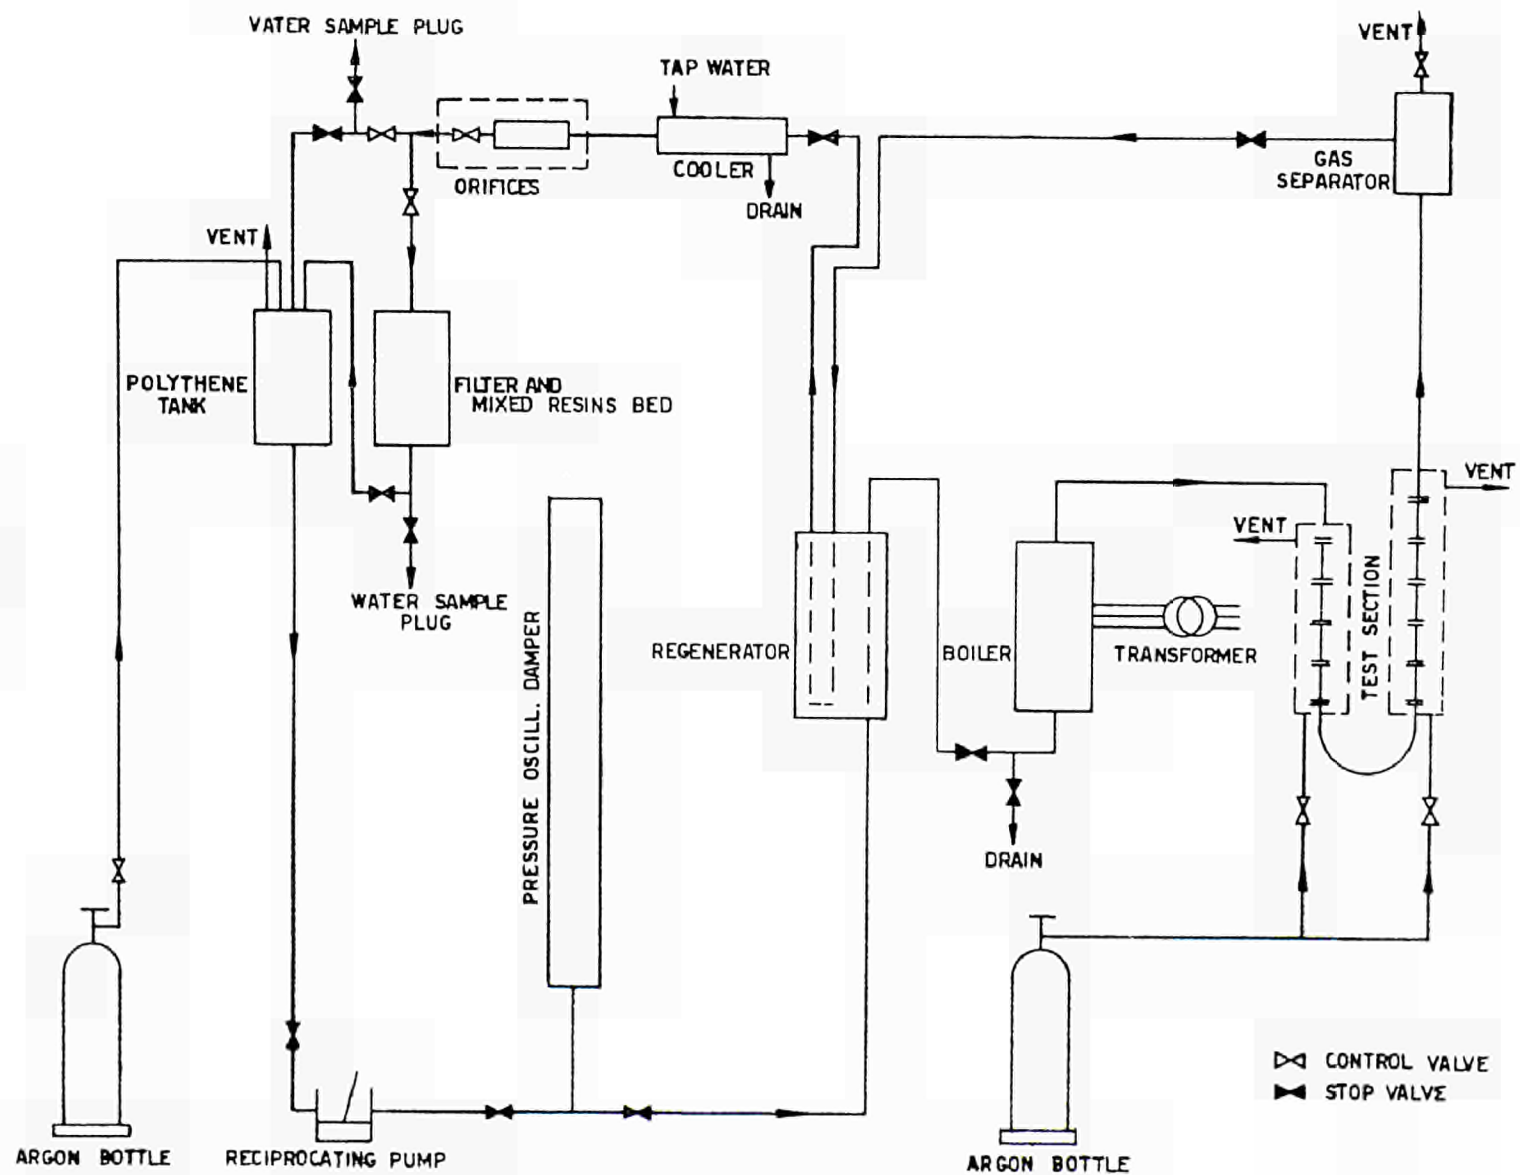 VATER SAMPLE PLUG
VENT
TAP WATER
COOLER
ORIFICES
DRAIN
GAS
SEPARATOR
VENT
POLYTHENE
TANK
FILTER AND
MIXED RESINS BED
VENT
VENT
WATER SAMPLE
PLUG
PRESSURE OSCILL. DAMPER
REGENERATOR
BOILER
TRANSFORMER
TEST SECTION
DRAIN
CONTROL VALVE
STOP VALVE
ARGON BOTTLE
RECIPROCATING PUMP
ARGON BOTTLE